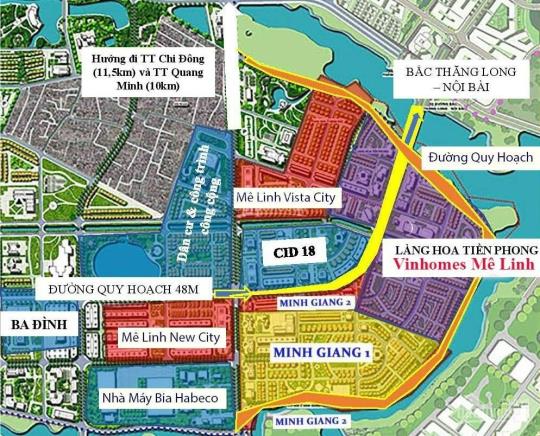 Hướng đi TT Chi Đông
(11,5km) và TT Quang
Minh (10km)
BẮC THĂNG LONG
– NỘI BÀI
Đường Quy Hoạch
Dân cư & công trình
công cộng
Mê Linh Vista City
CID 18
LÀNG HOA TIỀN PHONG
Vinhomes Mê Linh
ĐƯỜNG QUY HOẠCH 48M
MINH GIANG 2
BA ĐÌNH
Mê Linh New City
MINH GIANG 1
Nhà Máy Bia Habeco
MINH GIANG 2